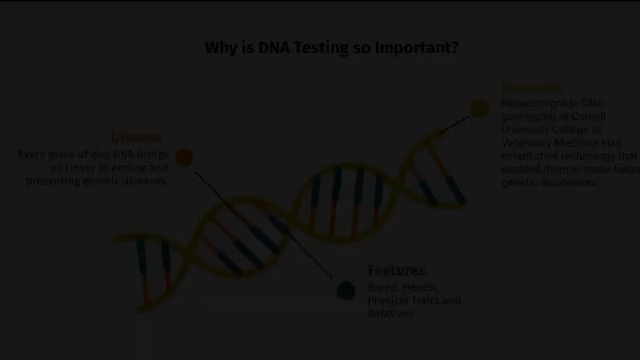 Why is DNA Testing so Important?
Disease
Every piece of dog DNA brings
us closer to ending and
preventing genetic diseases.
Research-grade DNA
genotyping at Cornell
University College of
Veterinary Medicine Has
established technology that
enabled them to make future
genetic discoveries.
Features
Breed, Health,
Physical Traits and
Relatives